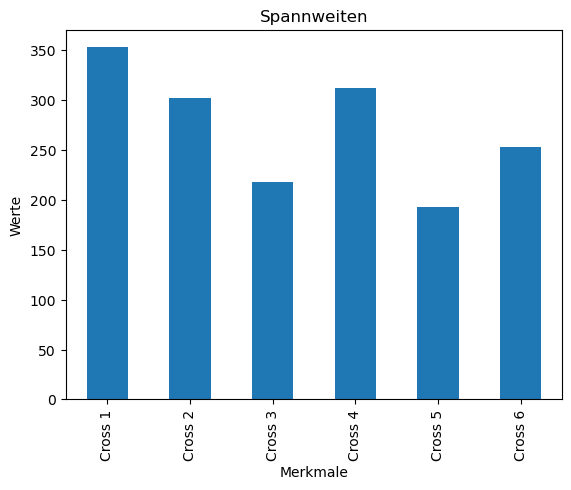 Spannweiten
Werte
350
300
250
200
150
100
50
0
Cross 1
Cross 2
Cross 3
Cross 4
Cross 5
Cross 6
Merkmale